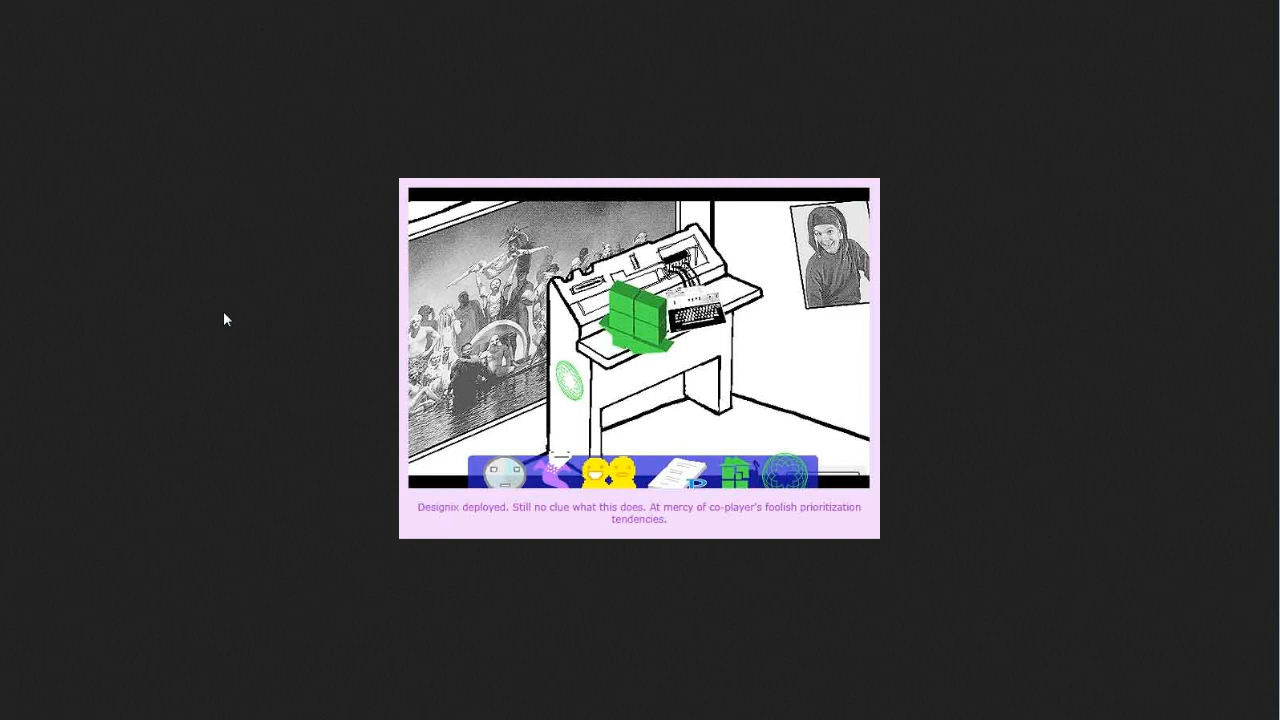 Designix deployed. Still no clue what this does. At mercy of co-player's foolish prioritization
tendencies.